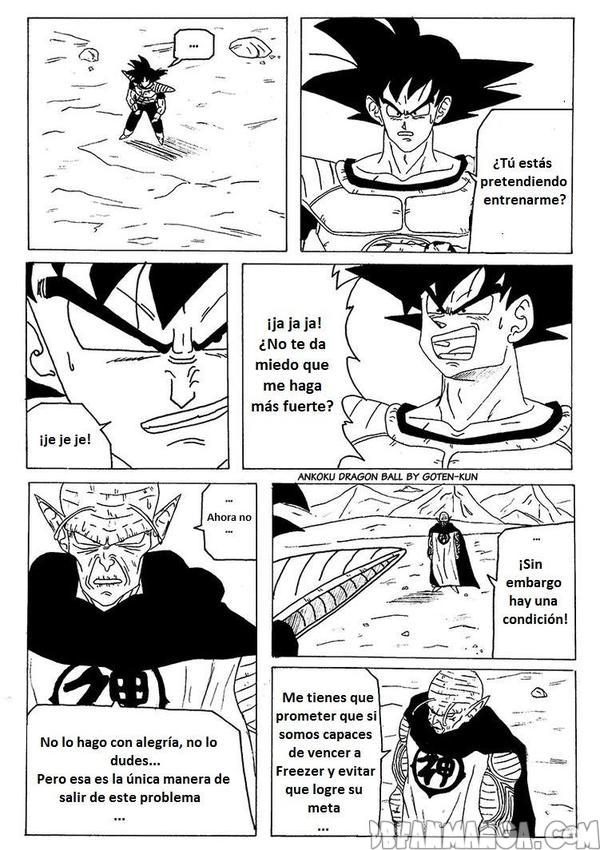 ...
¿Tú estás
pretendiendo
entrenarme?
¡je je je!
¡ja ja ja!
¿No te da
miedo que
me haga
más fuerte?
ANKOKU DRAGON BALL BY GOTEN-KUN
...
Ahora no
...
神
No lo hago con alegría, no lo
dudes...
Pero esa es la única manera de
salir de este problema
...
¡Sin
embargo
hay una
condición!
Me tienes que
prometer que si
somos capaces
de vencer a
Freezer y evitar
que logre su
meta
...
神
DBFANMANGA.COM